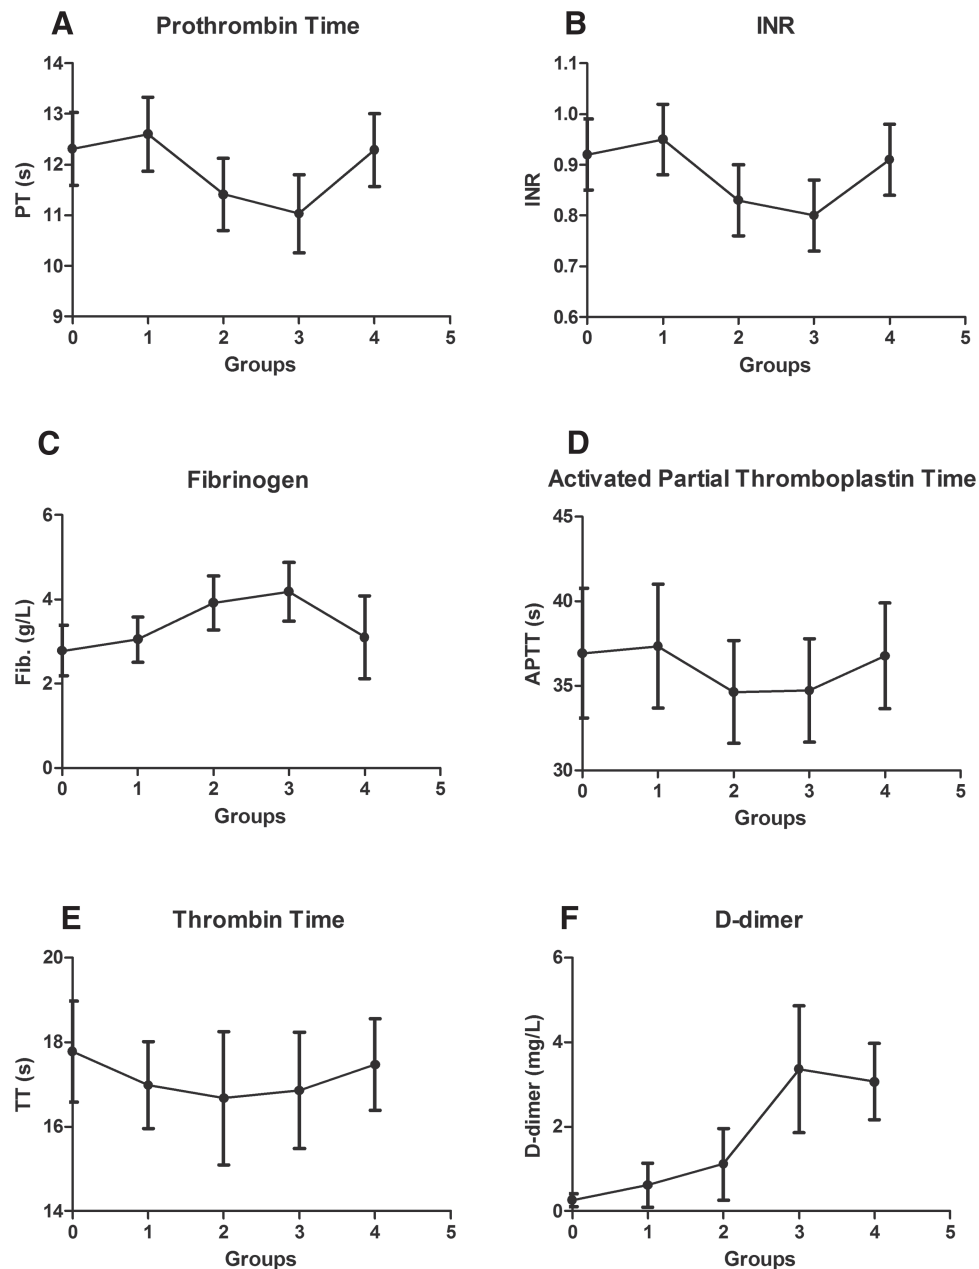 A Prothrombin Time
PT (s)
14
13
12
11
10
9
0 1 2 3 4 5
Groups
B INR
INR
1.1
1.0
0.9
0.8
0.7
0.6
0 1 2 3 4 5
Groups
C
Fibrinogen
Fib. (g/L)
6
4
2
0
0 1 2 3 4 5
Groups
D
Activated Partial Thromboplastin Time
APTT (s)
45
40
35
30
0 1 2 3 4 5
Groups
E Thrombin Time
TT (s)
20
18
16
14
0 1 2 3 4 5
Groups
F D-dimer
D-dimer (mg/L)
6
4
2
0
0 1 2 3 4 5
Groups